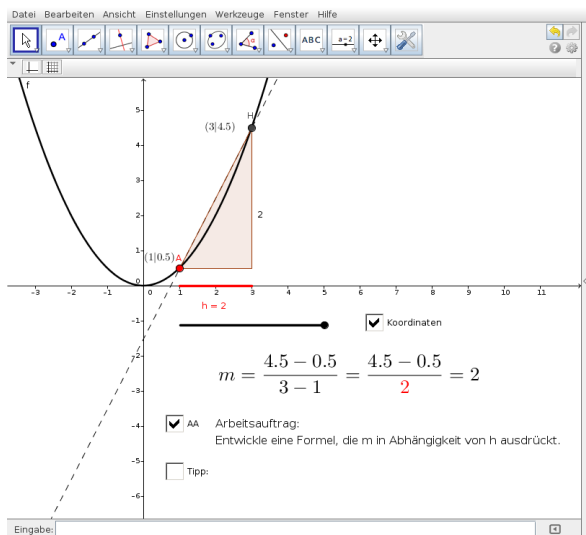 Datei Bearbeiten Ansicht Einstellungen Werkzeuge Fenster Hilfe
A ABC a=2
f
5
4
3
2
1
0
-1
-2
-3
-4
-5
-6
-3 -2 -1 0 1 2 3 4 5 6 7 8 9 10 11
H
(3|4.5)
2
(1|0.5) A
h = 2
Koordinaten
m = \frac{4.5 − 0.5}{3 − 1} = \frac{4.5 − 0.5}{2} = 2
AA Arbeitsauftrag:
Entwickle eine Formel, die m in Abhängigkeit von h ausdrückt.
Tipp:
Eingabe: